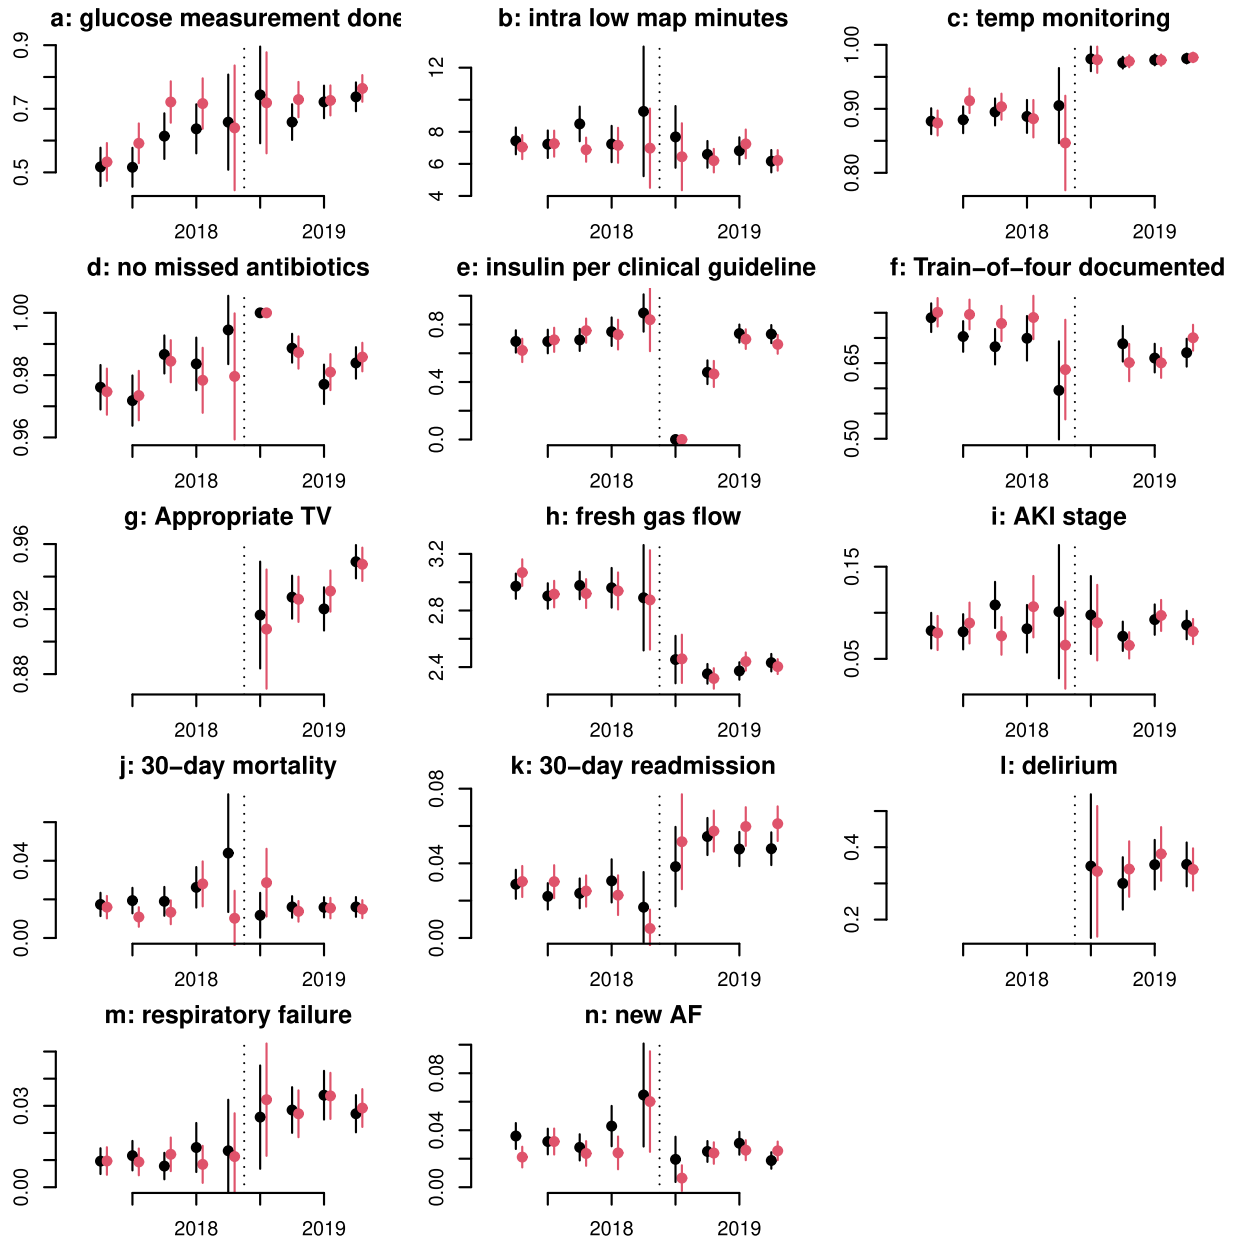 a: glucose measurement done
0.5 0.7 0.9
2018 2019
b: intra low map minutes
4 6 8 12
2018 2019
c: temp monitoring
0.80 0.90 1.00
2018 2019
d: no missed antibiotics
0.96 0.98 1.00
2018 2019
e: insulin per clinical guideline
0.0 0.4 0.8
2018 2019
f: Train−of−four documented
0.50 0.65
2018 2019
g: Appropriate TV
0.88 0.92 0.96
2018 2019
h: fresh gas flow
2.4 2.8 3.2
2018 2019
i: AKI stage
0.05 0.15
2018 2019
j: 30−day mortality
0.00 0.04
2018 2019
k: 30−day readmission
0.00 0.04 0.08
2018 2019
l: delirium
0.2 0.4
2018 2019
m: respiratory failure
0.00 0.03
2018 2019
n: new AF
0.00 0.04 0.08
2018 2019